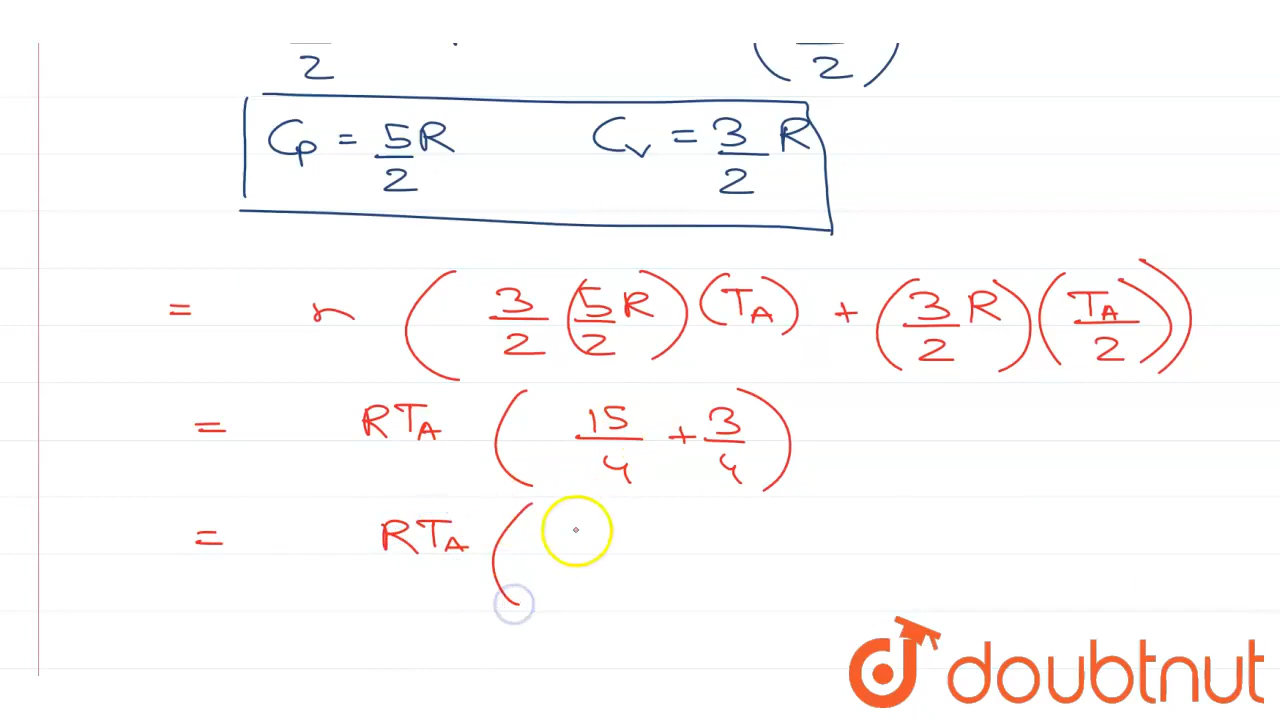 2 ( 2 )
Cp = 5/2 R Cv = 3/2 R
= n ( 3/2 (5/2 R) (TA) + (3/2 R) (TA/2) )
= RTA ( 15/4 + 3/4 )
= RTA (
doubtnut